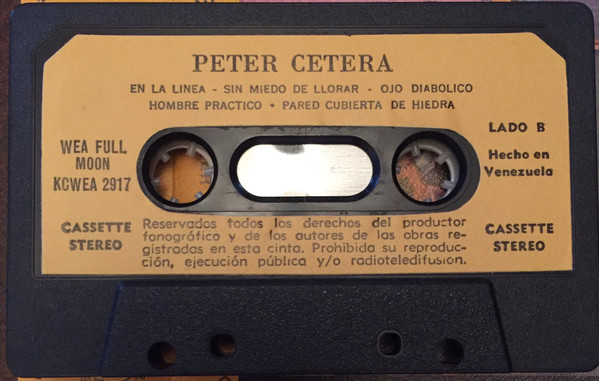 PETER CETERA
EN LA LINEA - SIN MIEDO DE LLORAR - OJO DIABOLICO
HOMBRE PRACTICO • PARED CUBIERTA DE HIEDRA
WEA FULL
MOON
KCWEA 2917
LADO B
Hecho en
Venezuela
CASSETTE
STEREO
Reservados todos los derechos del productor
fonográfico y de los autores de las obras re-
gistradas en esta cinta. Prohibida su reproduc-
ción, ejecución pública y/o radioteledifusion.
CASSETTE
STEREO